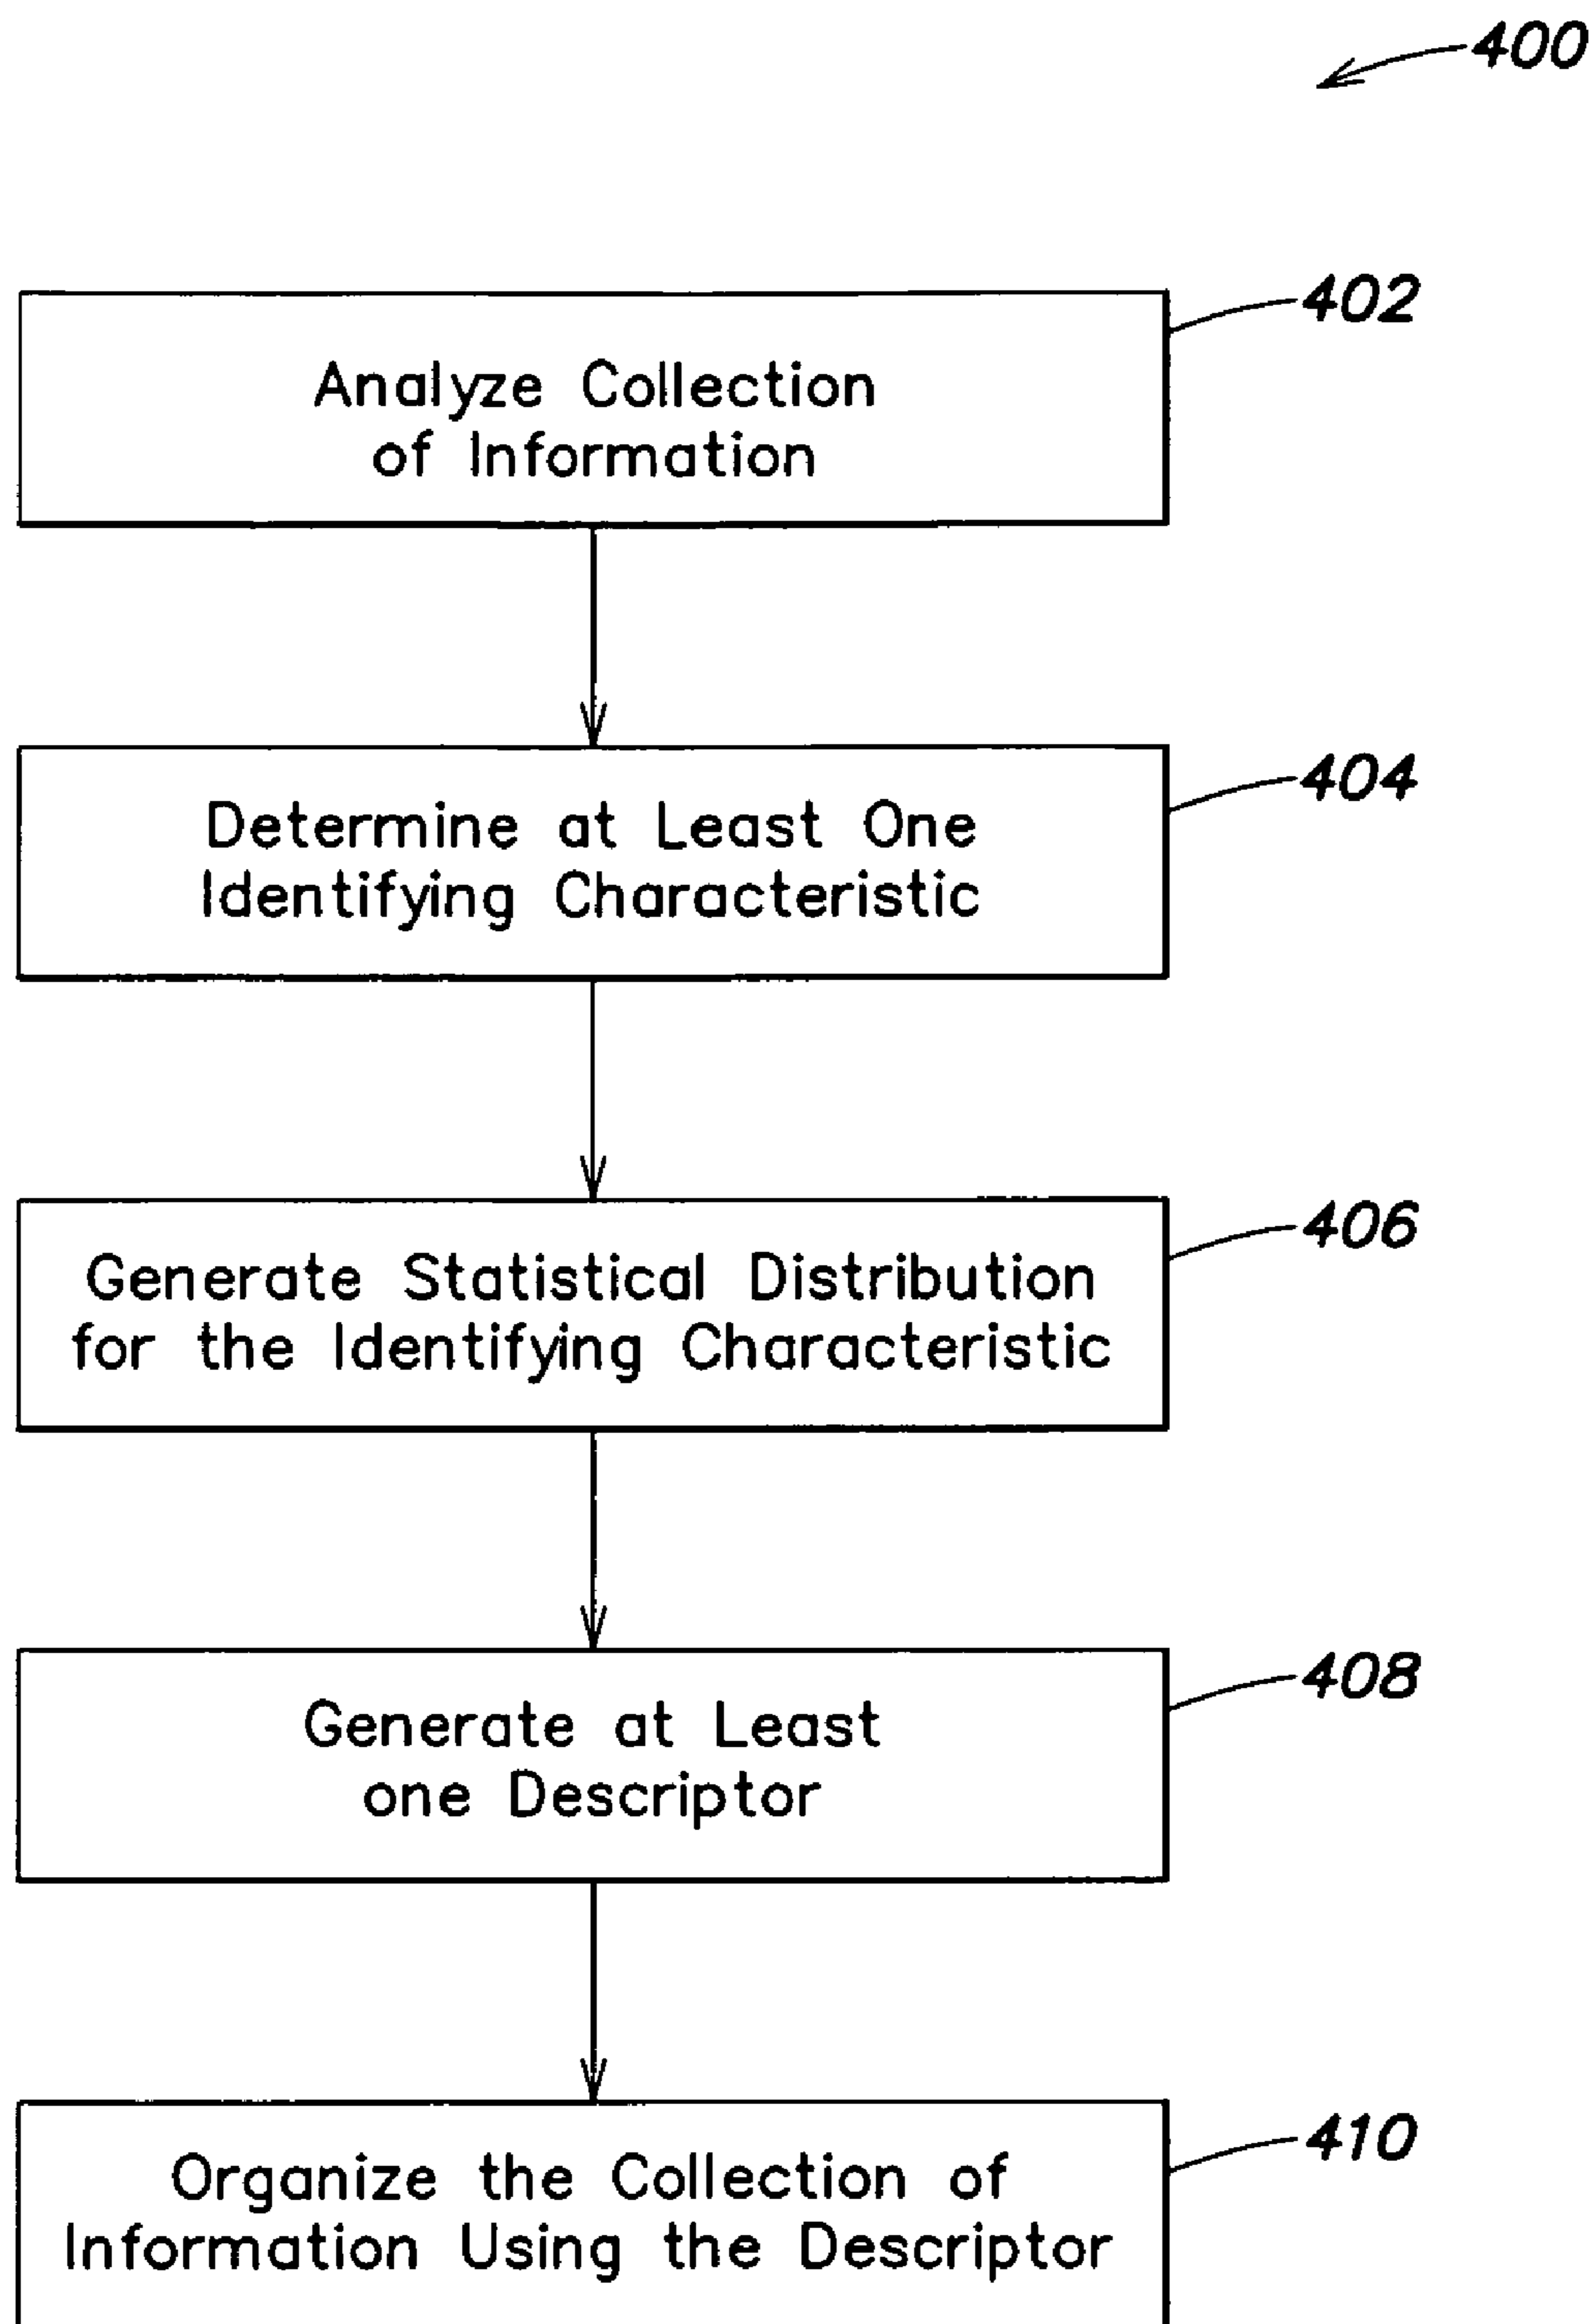 400
402
Analyze Collection
of Information
404
Determine at Least One
Identifying Characteristic
406
Generate Statistical Distribution
for the Identifying Characteristic
408
Generate at Least
one Descriptor
410
Organize the Collection of
Information Using the Descriptor